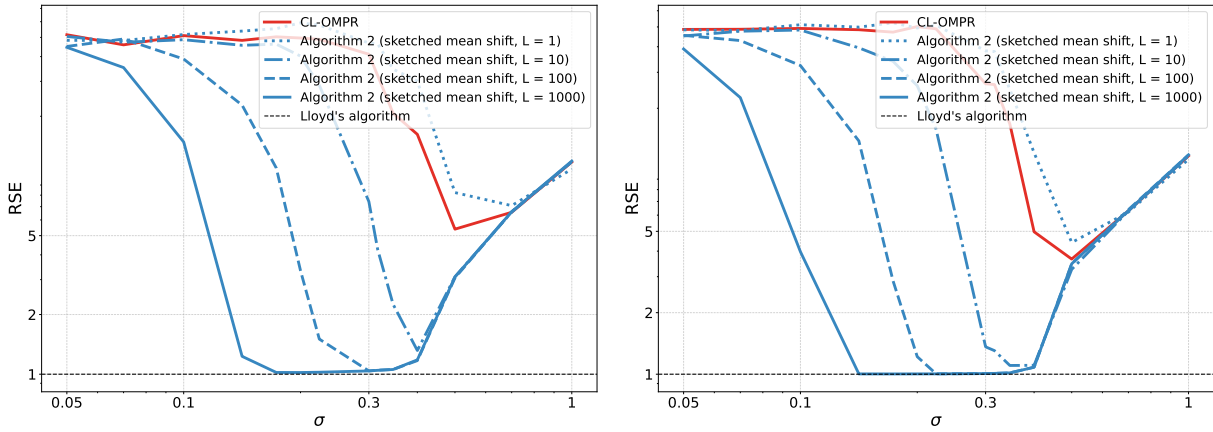 CL-OMPR
Algorithm 2 (sketched mean shift, L = 1)
Algorithm 2 (sketched mean shift, L = 10)
Algorithm 2 (sketched mean shift, L = 100)
Algorithm 2 (sketched mean shift, L = 1000)
Lloyd's algorithm
RSE
5
2
1
0.05 0.1 0.3 1
σ
CL-OMPR
Algorithm 2 (sketched mean shift, L = 1)
Algorithm 2 (sketched mean shift, L = 10)
Algorithm 2 (sketched mean shift, L = 100)
Algorithm 2 (sketched mean shift, L = 1000)
Lloyd's algorithm
RSE
5
2
1
0.05 0.1 0.3 1
σ